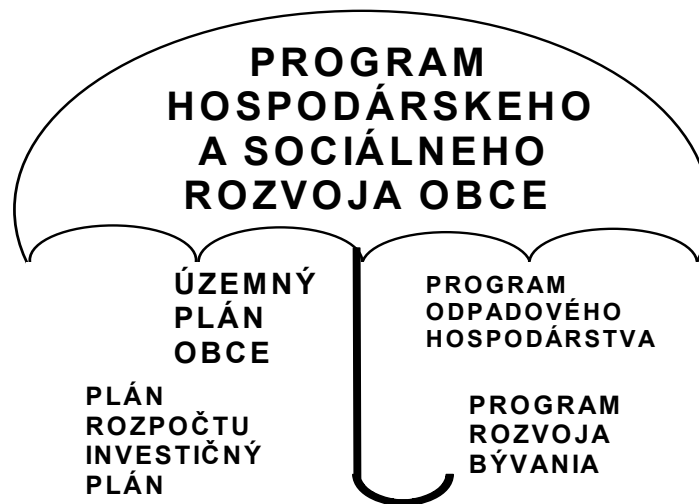 PROGRAM
HOSPODÁRSKEHO
A SOCIÁLNEHO
ROZVOJA OBCE
ÚZEMNÝ
PLÁN
OBCE
PROGRAM
ODPADOVÉHO
HOSPODÁRSTVA
PLÁN
ROZPOČTU
INVESTIČNÝ
PLÁN
PROGRAM
ROZVOJA
BÝVANIA